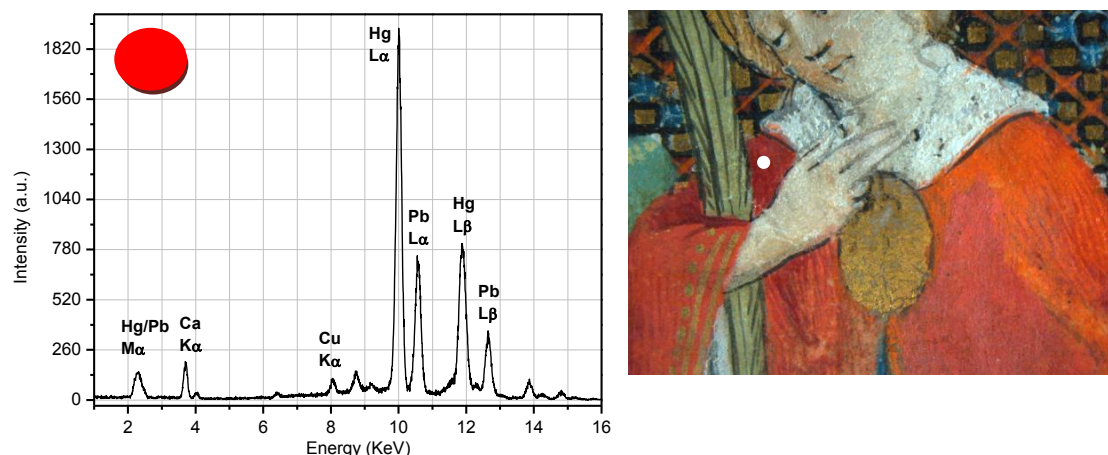 Intensity (a.u.)
1820
1560
1300
1040
780
520
260
0
Hg/Pb
Mα
Ca
Kα
Cu
Kα
Hg
Lα
Pb
Lα
Hg
Lβ
Pb
Lβ
2 4 6 8 10 12 14 16
Energy (KeV)